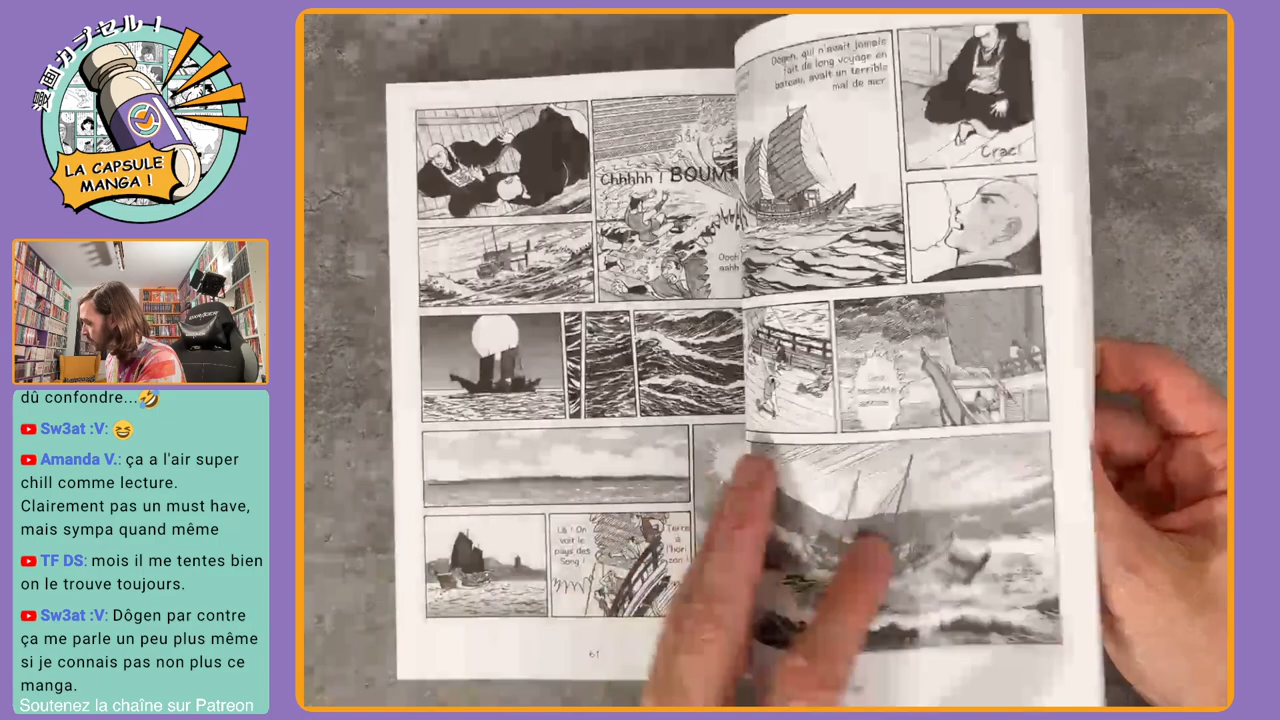 漫画カプセル！
LA CAPSULE
MANGA !
dû confondre...🤣
Sw3at :V: 😆
Amanda V.: ça a l'air super
chill comme lecture.
Clairement pas un must have,
mais sympa quand même
TF DS: mois il me tentes bien
on le trouve toujours.
Sw3at :V: Dôgen par contre
ça me parle un peu plus même
si je connais pas non plus ce
manga.
Soutenez la chaîne sur Patreon
Chhhhh ! BOUM
Oooh
aahh
Là ! On
voit le
pays des
Song !
Terre
à
l'hori
zon !
61
Dôgen, qui n'avait jamais
fait de long voyage en
bateau, avait un terrible
mal de mer.
Crac!